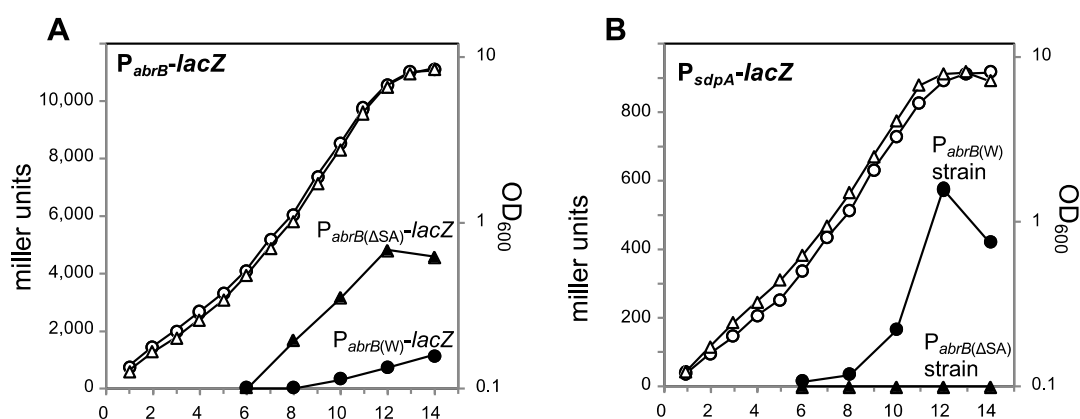 A
P_abrB-lacZ
miller units
10,000
8,000
6,000
4,000
2,000
0
10
1
0.1
OD600
P_abrB(ΔSA)-lacZ
P_abrB(W)-lacZ
0 2 4 6 8 10 12 14
B
P_sdpA-lacZ
miller units
800
600
400
200
0
10
1
0.1
OD600
P_abrB(W)
strain
P_abrB(ΔSA)
strain
0 2 4 6 8 10 12 14